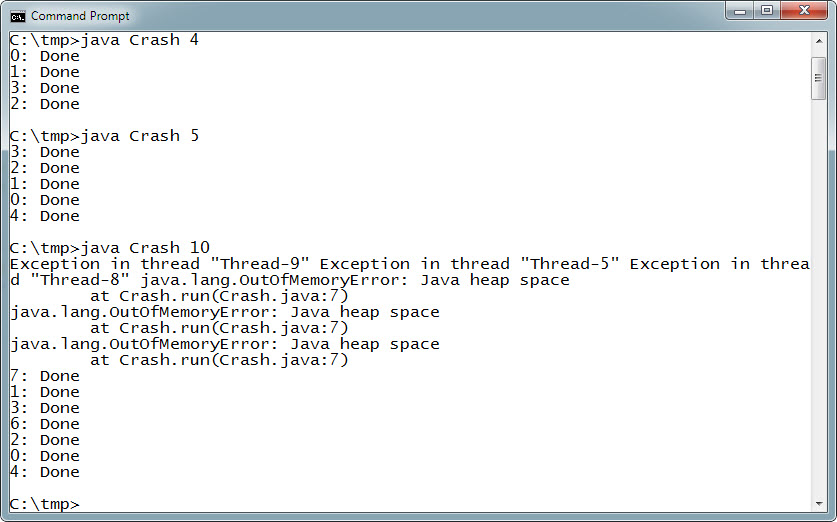 Command Prompt
C:\tmp>java Crash 4
0: Done
1: Done
3: Done
2: Done
C:\tmp>java Crash 5
3: Done
2: Done
1: Done
0: Done
4: Done
C:\tmp>java Crash 10
Exception in thread "Thread-9" Exception in thread "Thread-5" Exception in threa
d "Thread-8" java.lang.OutOfMemoryError: Java heap space
        at Crash.run(Crash.java:7)
java.lang.OutOfMemoryError: Java heap space
        at Crash.run(Crash.java:7)
java.lang.OutOfMemoryError: Java heap space
        at Crash.run(Crash.java:7)
7: Done
1: Done
3: Done
6: Done
2: Done
0: Done
4: Done
C:\tmp>